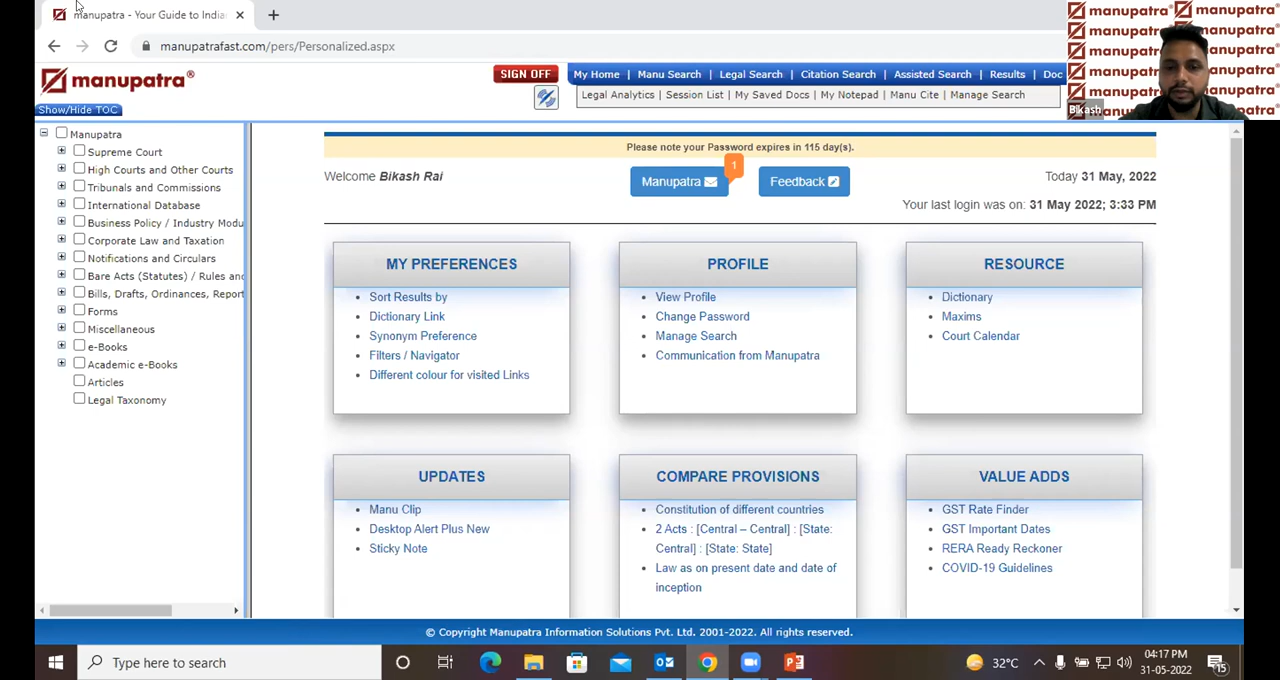 manupatra - Your Guide to India
manupatrafast.com/pers/Personalized.aspx
manupatra
SIGN OFF
My Home | Manu Search | Legal Search | Citation Search | Assisted Search | Results | Doc
Legal Analytics | Session List | My Saved Docs | My Notepad | Manu Cite | Manage Search
manupatra manupatra
manupatra
manupatra
manupatra
manupatra
Bikash
Show/Hide TOC
Manupatra
Supreme Court
High Courts and Other Courts
Tribunals and Commissions
International Database
Business Policy / Industry Modu
Corporate Law and Taxation
Notifications and Circulars
Bare Acts (Statutes) / Rules and
Bills, Drafts, Ordinances, Report
Forms
Miscellaneous
e-Books
Academic e-Books
Articles
Legal Taxonomy
Please note your Password expires in 115 day(s).
Welcome Bikash Rai
Manupatra
1
Feedback
Today 31 May, 2022
Your last login was on: 31 May 2022; 3:33 PM
MY PREFERENCES
Sort Results by
Dictionary Link
Synonym Preference
Filters / Navigator
Different colour for visited Links
PROFILE
View Profile
Change Password
Manage Search
Communication from Manupatra
RESOURCE
Dictionary
Maxims
Court Calendar
UPDATES
Manu Clip
Desktop Alert Plus New
Sticky Note
COMPARE PROVISIONS
Constitution of different countries
2 Acts : [Central – Central] : [State:
Central] : [State: State]
Law as on present date and date of
inception
VALUE ADDS
GST Rate Finder
GST Important Dates
RERA Ready Reckoner
COVID-19 Guidelines
© Copyright Manupatra Information Solutions Pvt. Ltd. 2001-2022. All rights reserved.
Type here to search
32°C
04:17 PM
31-05-2022
15